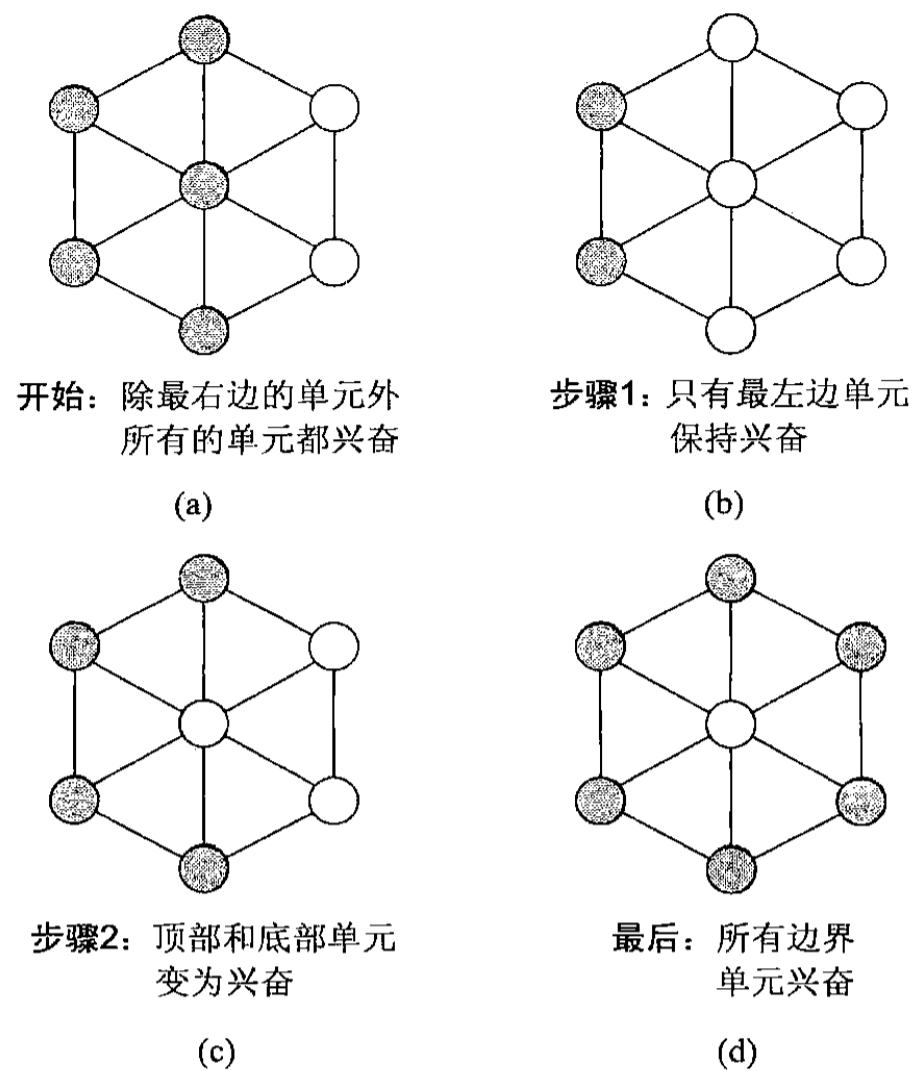 开始：除最右边的单元外
所有的单元都兴奋
(a)
步骤1：只有最左边单元
保持兴奋
(b)
步骤2：顶部和底部单元
变为兴奋
(c)
最后：所有边界
单元兴奋
(d)